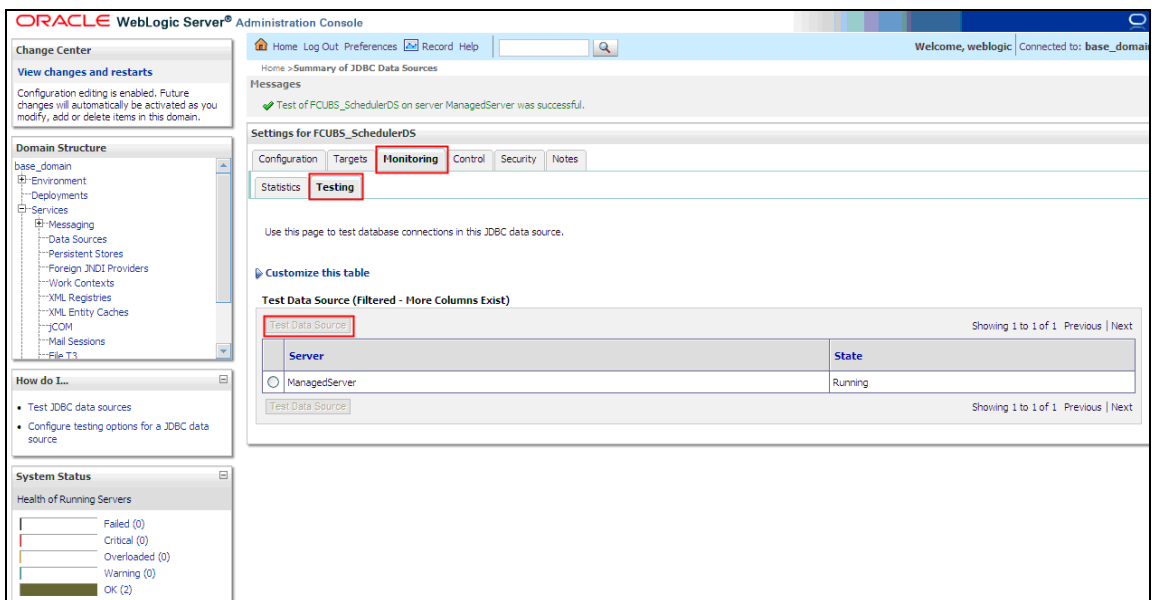 ORACLE WebLogic Server® Administration Console
Change Center
View changes and restarts
Configuration editing is enabled. Future
changes will automatically be activated as you
modify, add or delete items in this domain.
Domain Structure
base_domain
Environment
Deployments
Services
Messaging
Data Sources
Persistent Stores
Foreign JNDI Providers
Work Contexts
XML Registries
XML Entity Caches
jCOM
Mail Sessions
File T3
How do I...
Test JDBC data sources
Configure testing options for a JDBC data
source
System Status
Health of Running Servers
Failed (0)
Critical (0)
Overloaded (0)
Warning (0)
OK (2)
Home Log Out Preferences Record Help
Welcome, weblogic Connected to: base_domai
Home >Summary of JDBC Data Sources
Messages
Test of FCUBS_SchedulerDS on server ManagedServer was successful.
Settings for FCUBS_SchedulerDS
Configuration Targets Monitoring Control Security Notes
Statistics Testing
Use this page to test database connections in this JDBC data source.
Customize this table
Test Data Source (Filtered - More Columns Exist)
Test Data Source Showing 1 to 1 of 1 Previous | Next
Server State
ManagedServer Running
Test Data Source Showing 1 to 1 of 1 Previous | Next